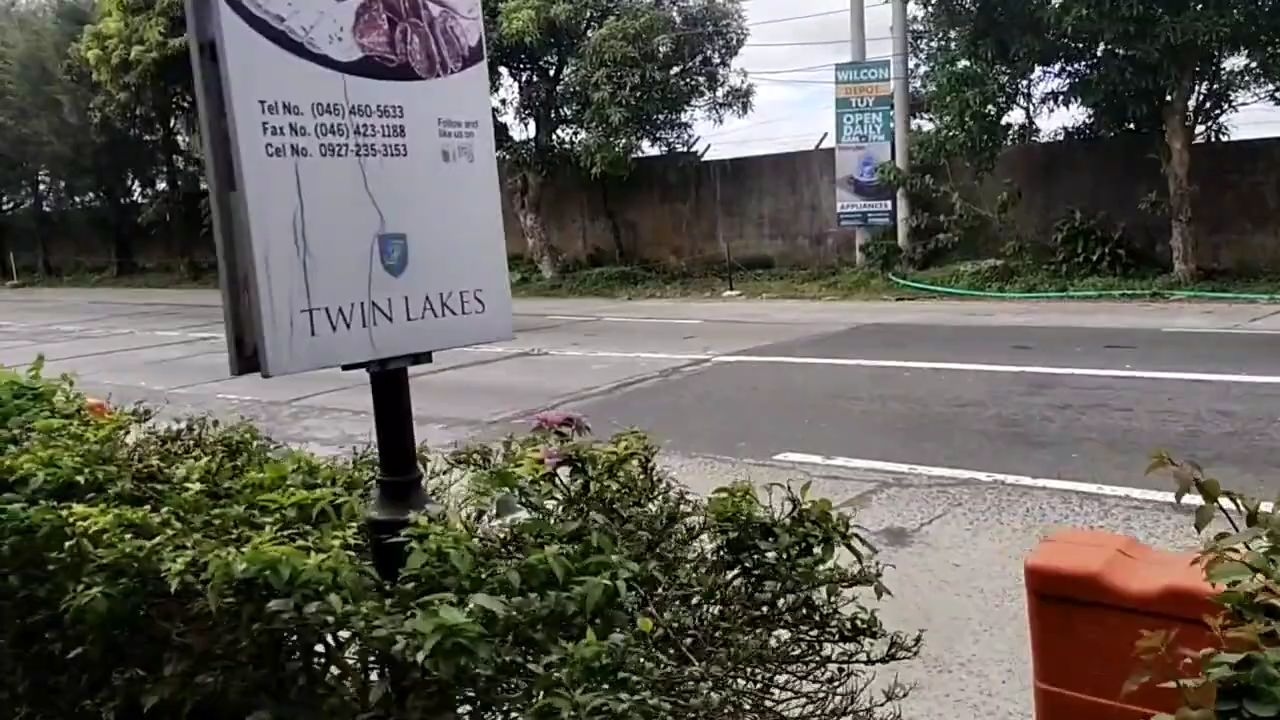 Tel No. (046) 460-5633
Fax No. (046) 423-1188
Cel No. 0927-235-3153
Follow and
like us on
TWIN LAKES
WILCON
DEPOT
TUY
OPEN
DAILY
APPLIANCES